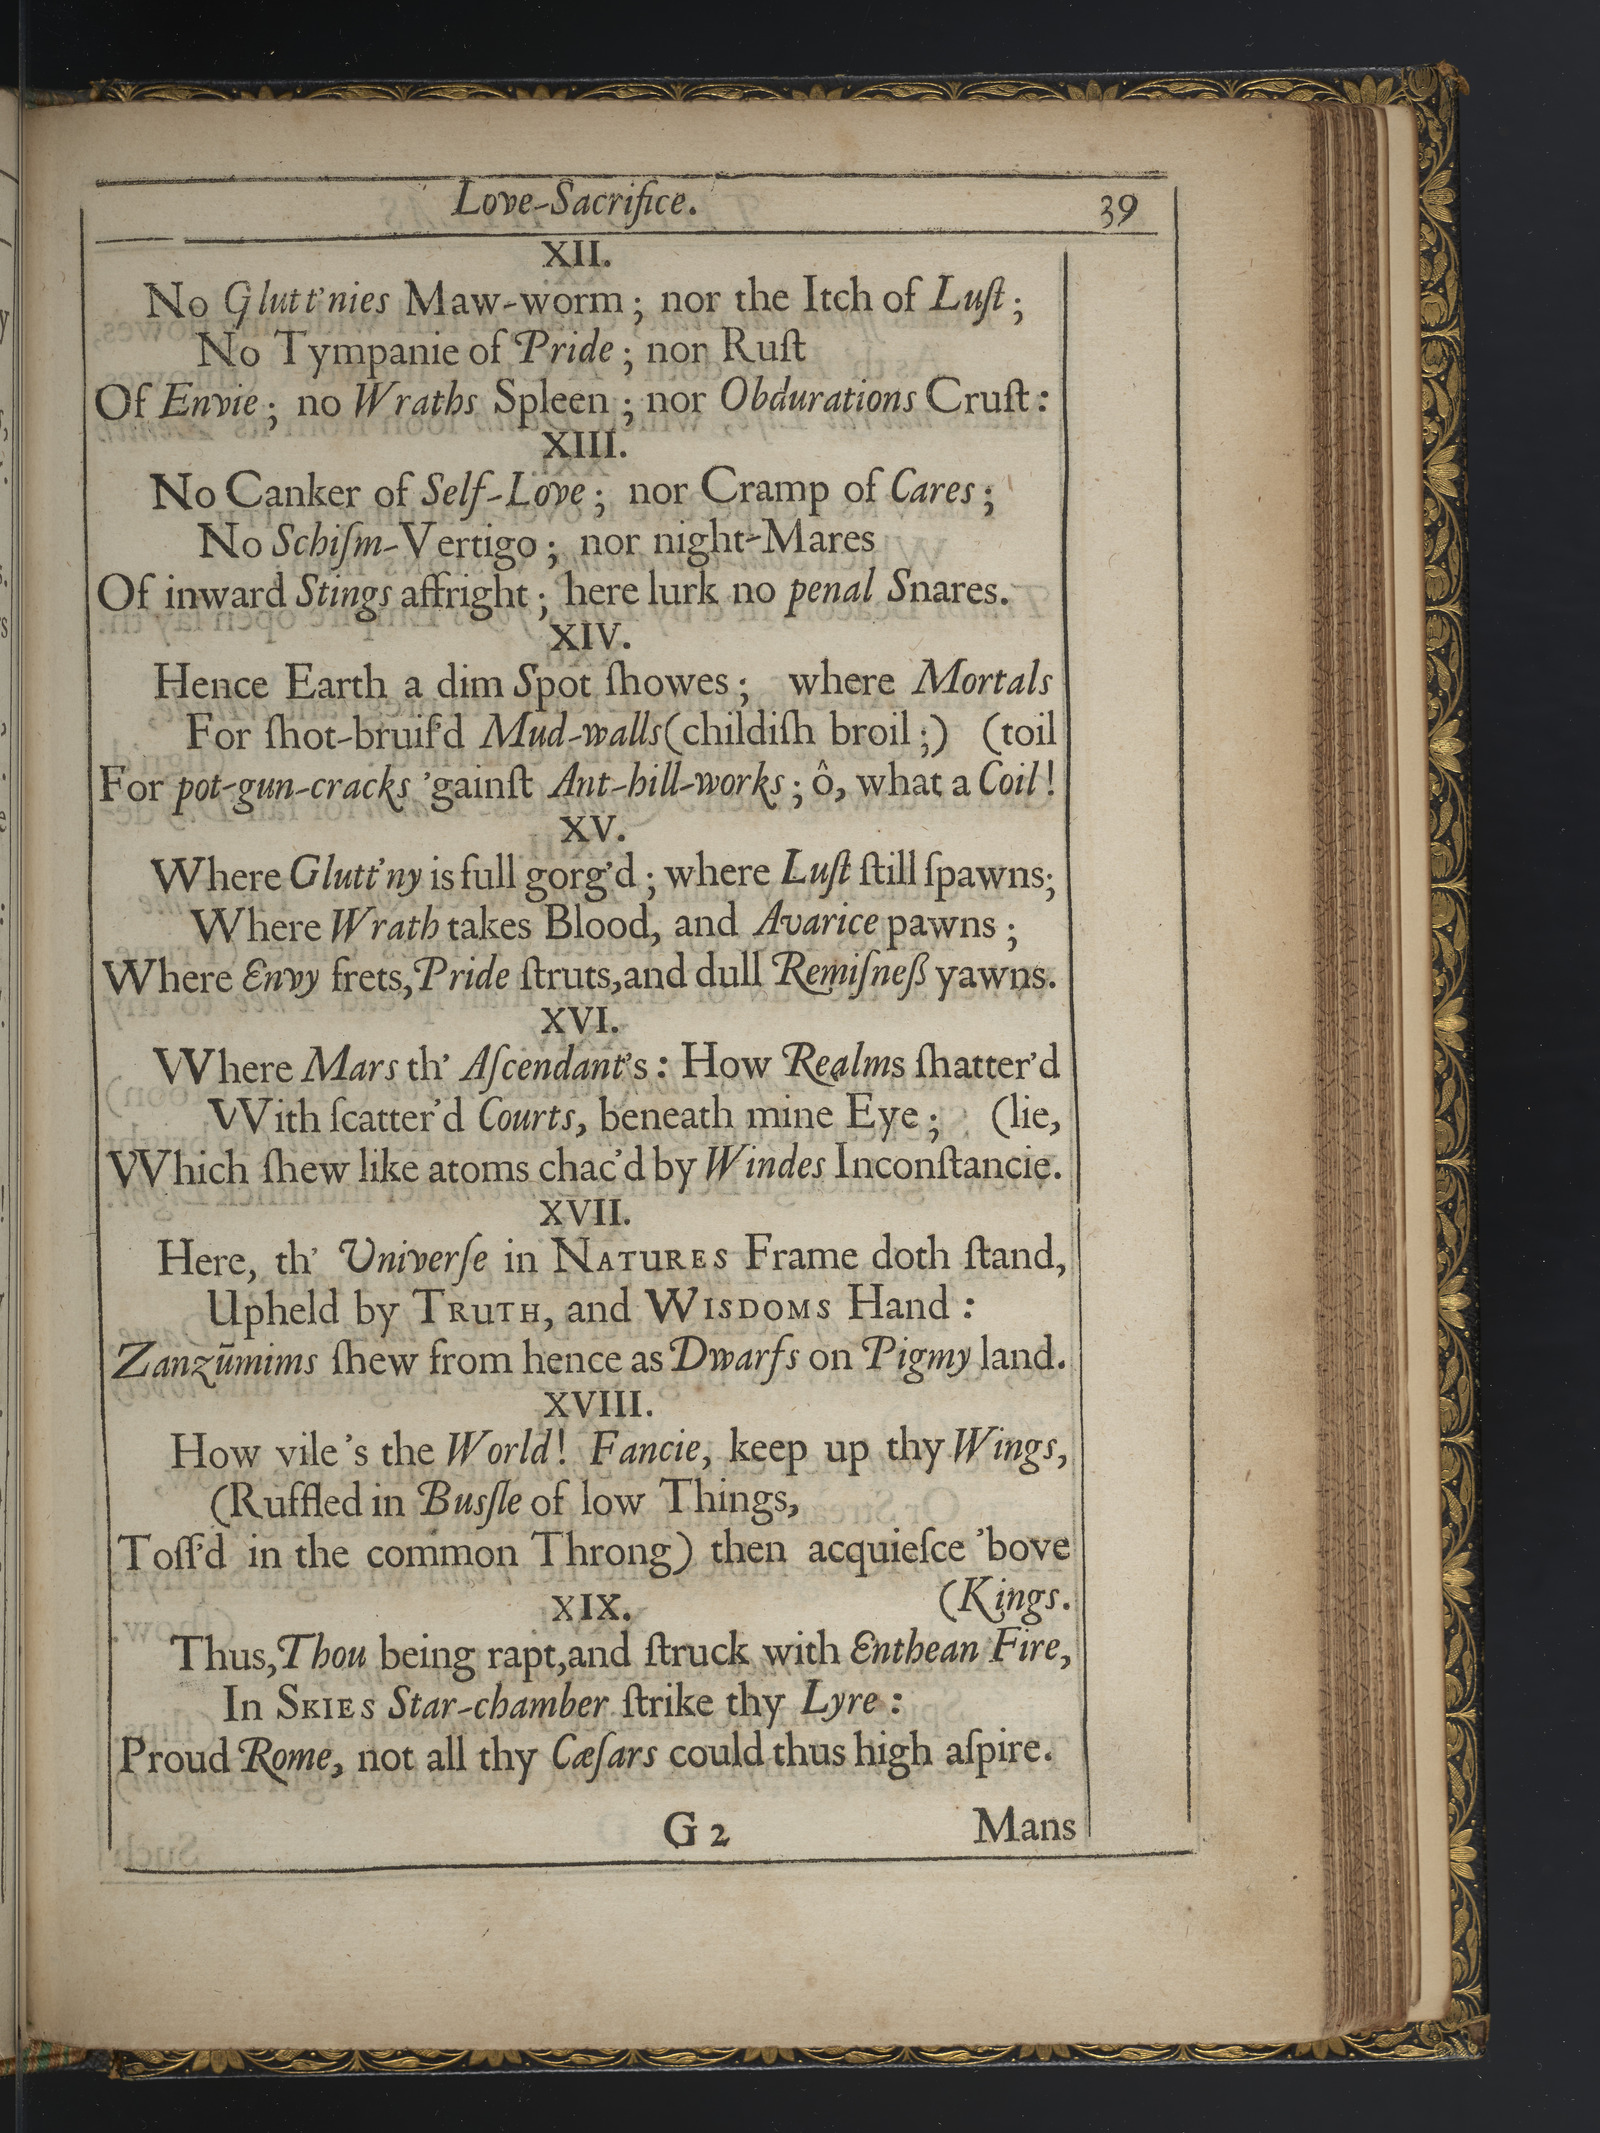 Love-Sacrifice. 39
XII.
No Glutt'nies Maw-worm; nor the Itch of Luſt;
No Tympanie of Pride; nor Ruſt
Of Envie; no Wraths Spleen; nor Obdurations Cruſt:
XIII.
No Canker of Self-Love; nor Cramp of Cares;
No Schiſm-Vertigo; nor night-Mares
Of inward Stings affright; here lurk no penal Snares.
XIV.
Hence Earth a dim Spot ſhowes; where Mortals
For ſhot-bruiſ'd Mud-walls (childiſh broil;) (toil
For pot-gun-cracks 'gainſt Ant-hill-works; ô, what a Coil!
XV.
Where Glutt'ny is full gorg'd; where Luſt ſtill ſpawns;
Where Wrath takes Blood, and Avarice pawns;
Where Envy frets, Pride ſtruts, and dull Remiſneß yawns.
XVI.
Where Mars th' Aſcendant's: How Realms ſhatter'd
VVith ſcatter'd Courts, beneath mine Eye; (lie,
VVhich ſhew like atoms chac'd by Windes Inconſtancie.
XVII.
Here, th' Univerſe in NATURES Frame doth ſtand,
Upheld by TRUTH, and WISDOMS Hand:
Zanzūmims ſhew from hence as Dwarfs on Pigmy land.
XVIII.
How vile 's the World! Fancie, keep up thy Wings,
(Ruffled in Busſle of low Things,
Toſſ'd in the common Throng) then acquieſce 'bove
(Kings.
XIX.
Thus, Thou being rapt, and ſtruck with Enthean Fire,
In SKIES Star-chamber ſtrike thy Lyre:
Proud Rome, not all thy Cæſars could thus high aſpire.
G 2 Mans